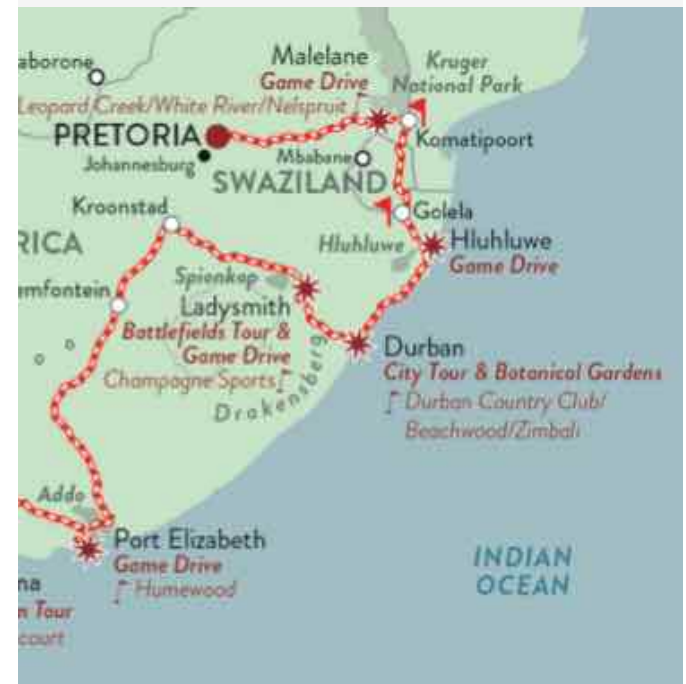 Malelane
Game Drive
Kruger
National Park
aborone
Leopard Creek/White River/Nelspruit
PRETORIA
Komatipoort
Johannesburg
Mbabane
SWAZILAND
Kroonstad
Golela
RICA
Hluhluwe
Hluhluwe
Game Drive
Spionkop
emfontein
Ladysmith
Battlefields Tour &
Game Drive
Champagne Sports
Drakensberg
Durban
City Tour & Botanical Gardens
Durban Country Club/
Beachwood/Zimbali
Addo
Port Elizabeth
Game Drive
Humewood
INDIAN
OCEAN
na
n Tour
court